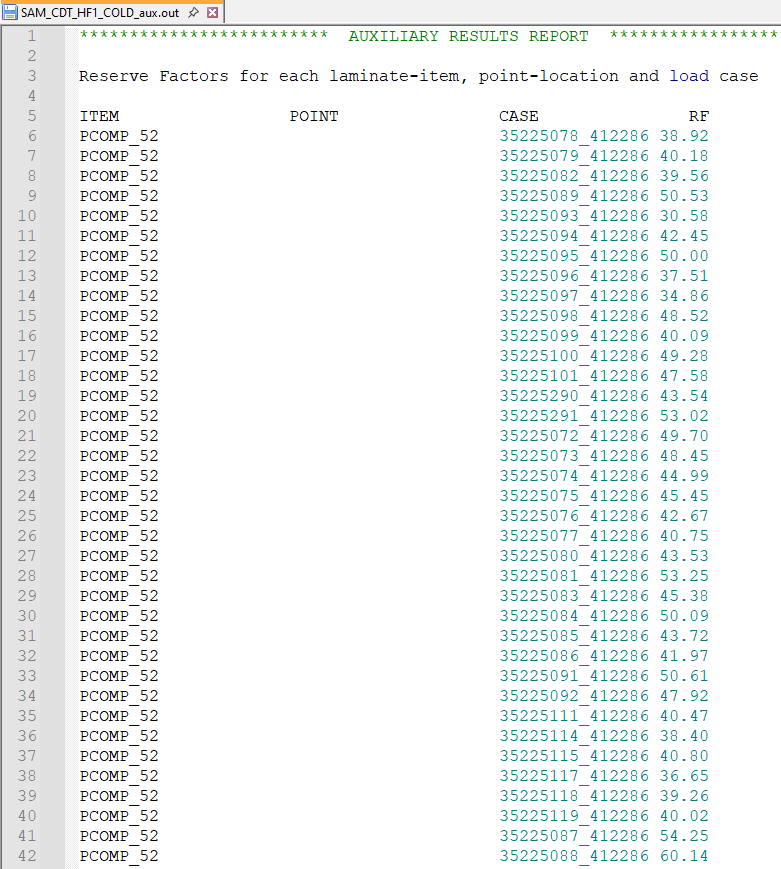 SAM_CDT_HF1_COLD_aux.out
1 ************************* AUXILIARY RESULTS REPORT *****************
2
3 Reserve Factors for each laminate-item, point-location and load case
4
5 ITEM POINT CASE RF
6 PCOMP_52 35225078_412286 38.92
7 PCOMP_52 35225079_412286 40.18
8 PCOMP_52 35225082_412286 39.56
9 PCOMP_52 35225089_412286 50.53
10 PCOMP_52 35225093_412286 30.58
11 PCOMP_52 35225094_412286 42.45
12 PCOMP_52 35225095_412286 50.00
13 PCOMP_52 35225096_412286 37.51
14 PCOMP_52 35225097_412286 34.86
15 PCOMP_52 35225098_412286 48.52
16 PCOMP_52 35225099_412286 40.09
17 PCOMP_52 35225100_412286 49.28
18 PCOMP_52 35225101_412286 47.58
19 PCOMP_52 35225290_412286 43.54
20 PCOMP_52 35225291_412286 53.02
21 PCOMP_52 35225072_412286 49.70
22 PCOMP_52 35225073_412286 48.45
23 PCOMP_52 35225074_412286 44.99
24 PCOMP_52 35225075_412286 45.45
25 PCOMP_52 35225076_412286 42.67
26 PCOMP_52 35225077_412286 40.75
27 PCOMP_52 35225080_412286 43.53
28 PCOMP_52 35225081_412286 53.25
29 PCOMP_52 35225083_412286 45.38
30 PCOMP_52 35225084_412286 50.09
31 PCOMP_52 35225085_412286 43.72
32 PCOMP_52 35225086_412286 41.97
33 PCOMP_52 35225091_412286 50.61
34 PCOMP_52 35225092_412286 47.92
35 PCOMP_52 35225111_412286 40.47
36 PCOMP_52 35225114_412286 38.40
37 PCOMP_52 35225115_412286 40.80
38 PCOMP_52 35225117_412286 36.65
39 PCOMP_52 35225118_412286 39.26
40 PCOMP_52 35225119_412286 40.02
41 PCOMP_52 35225087_412286 54.25
42 PCOMP_52 35225088_412286 60.14